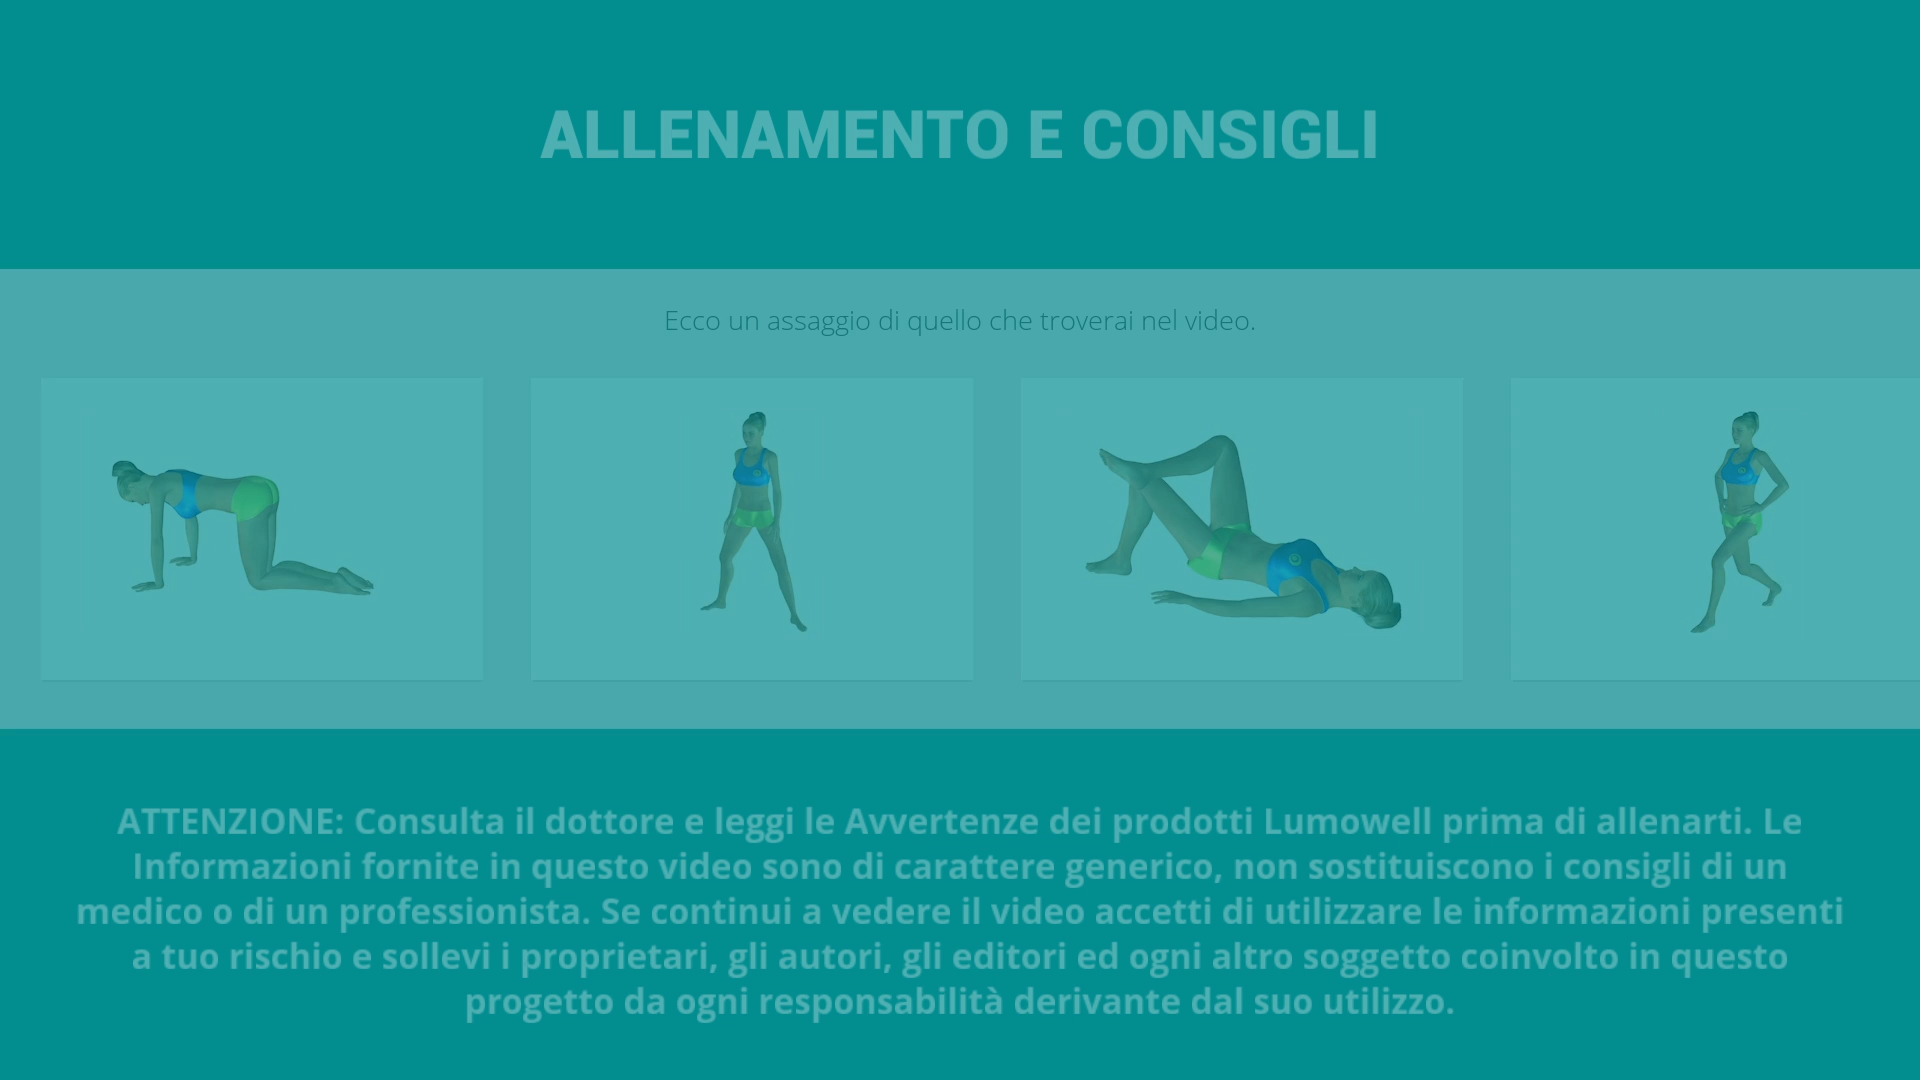 ALLENAMENTO E CONSIGLI
Ecco un assaggio di quello che troverai nel video.
ATTENZIONE: Consulta il dottore e leggi le Avvertenze dei prodotti Lumowell prima di allenarti. Le
Informazioni fornite in questo video sono di carattere generico, non sostituiscono i consigli di un
medico o di un professionista. Se continui a vedere il video accetti di utilizzare le informazioni presenti
a tuo rischio e sollevi i proprietari, gli autori, gli editori ed ogni altro soggetto coinvolto in questo
progetto da ogni responsabilità derivante dal suo utilizzo.